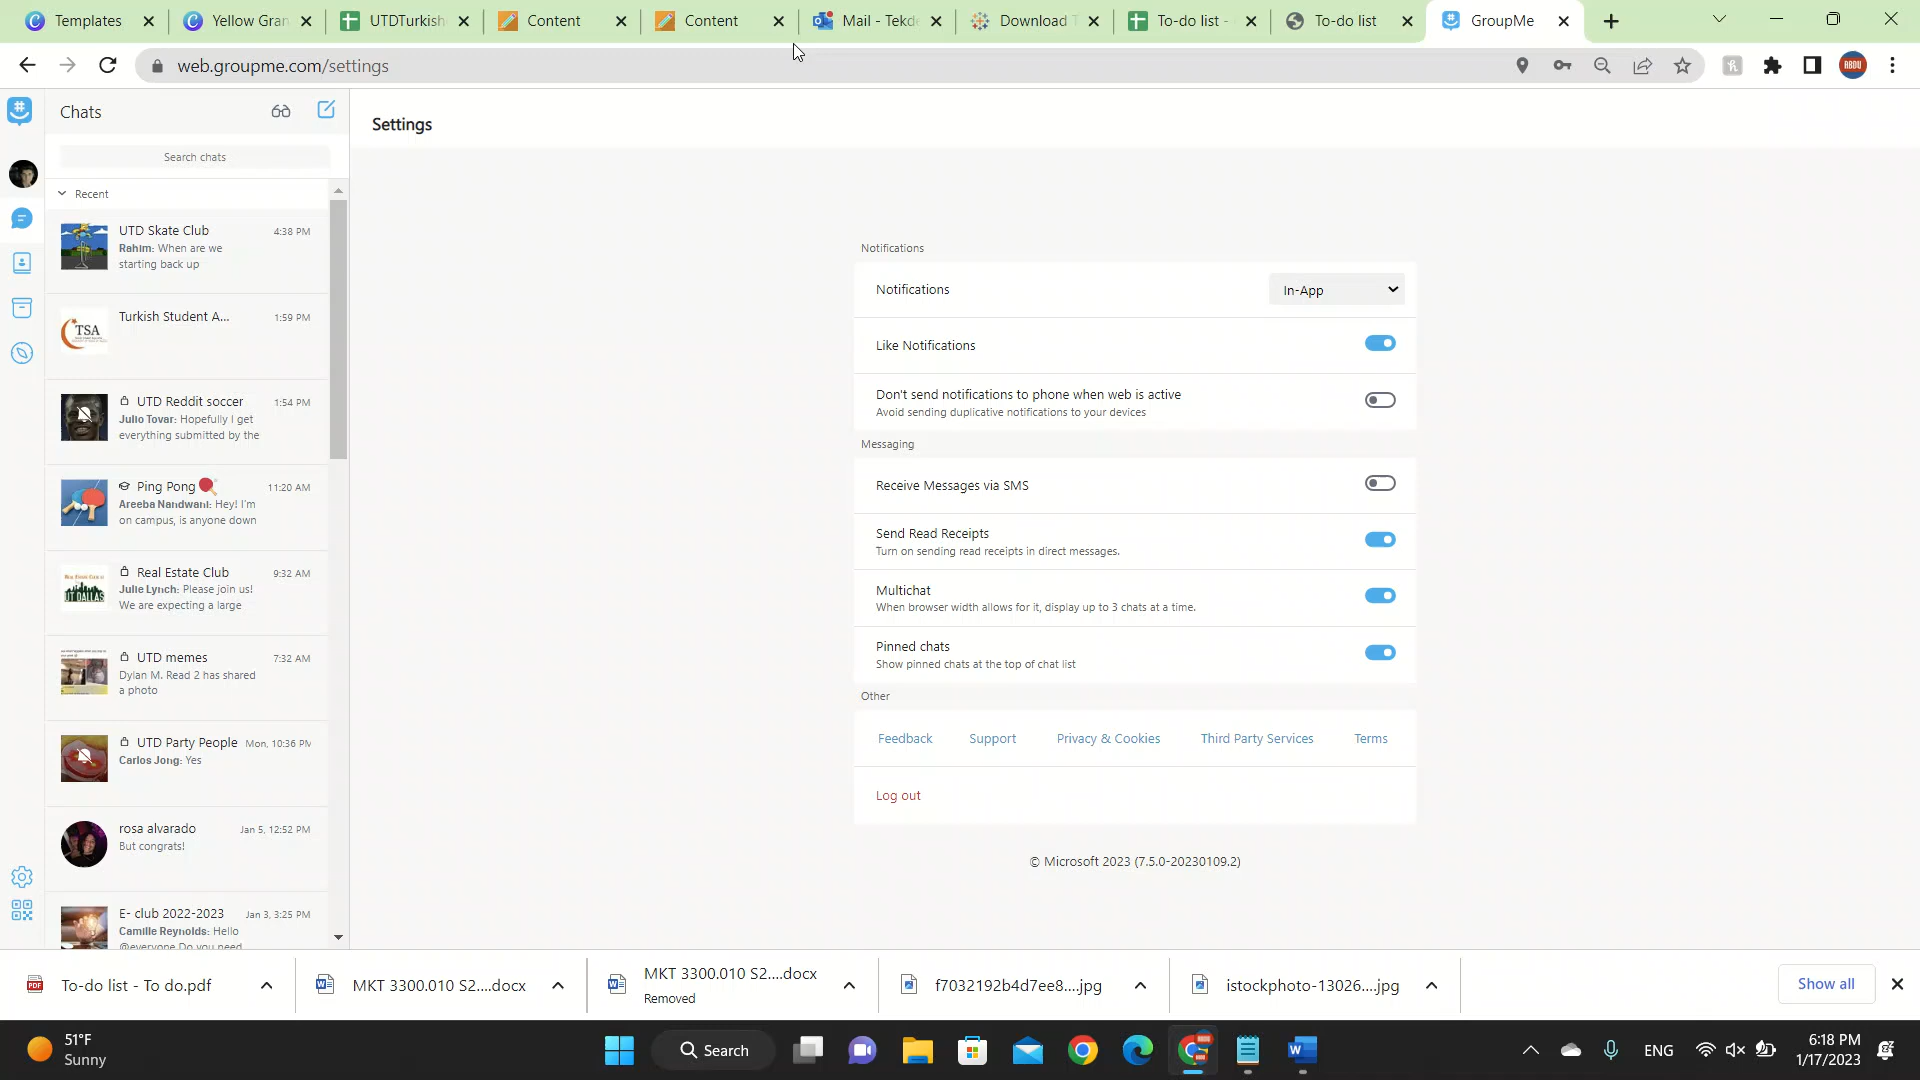 Templates
Yellow Gran
UTDTurkish
Content
Content
Mail - Tekd
Download T
To-do list -
To-do list
GroupMe
web.groupme.com/settings
ABDU
Chats
Search chats
Recent
UTD Skate Club 4:38 PM
Rahim: When are we
starting back up
TSA
Turkish Student A... 1:59 PM
UTD Reddit soccer 1:54 PM
Julio Tovar: Hopefully I get
everything submitted by the
Ping Pong 11:20 AM
Areeba Nandwani: Hey! I'm
on campus, is anyone down
REAL ESTATE CLUB
UT DALLAS
Real Estate Club 9:32 AM
Julie Lynch: Please join us!
We are expecting a large
UTD memes 7:32 AM
Dylan M. Read 2 has shared
a photo
UTD Party People Mon, 10:36 PM
Carlos Jong: Yes
rosa alvarado Jan 5, 12:52 PM
But congrats!
E- club 2022-2023 Jan 3, 3:25 PM
Camille Reynolds: Hello
@everyone Do you need
Settings
Notifications
Notifications In-App
Like Notifications
Don't send notifications to phone when web is active
Avoid sending duplicative notifications to your devices
Messaging
Receive Messages via SMS
Send Read Receipts
Turn on sending read receipts in direct messages.
Multichat
When browser width allows for it, display up to 3 chats at a time.
Pinned chats
Show pinned chats at the top of chat list
Other
Feedback Support Privacy & Cookies Third Party Services Terms
Log out
© Microsoft 2023 (7.5.0-20230109.2)
PDF
To-do list - To do.pdf
MKT 3300.010 S2....docx
MKT 3300.010 S2....docx
Removed
f7032192b4d7ee8....jpg
istockphoto-13026....jpg
Show all
51°F
Sunny
Search
ENG
6:18 PM
1/17/2023